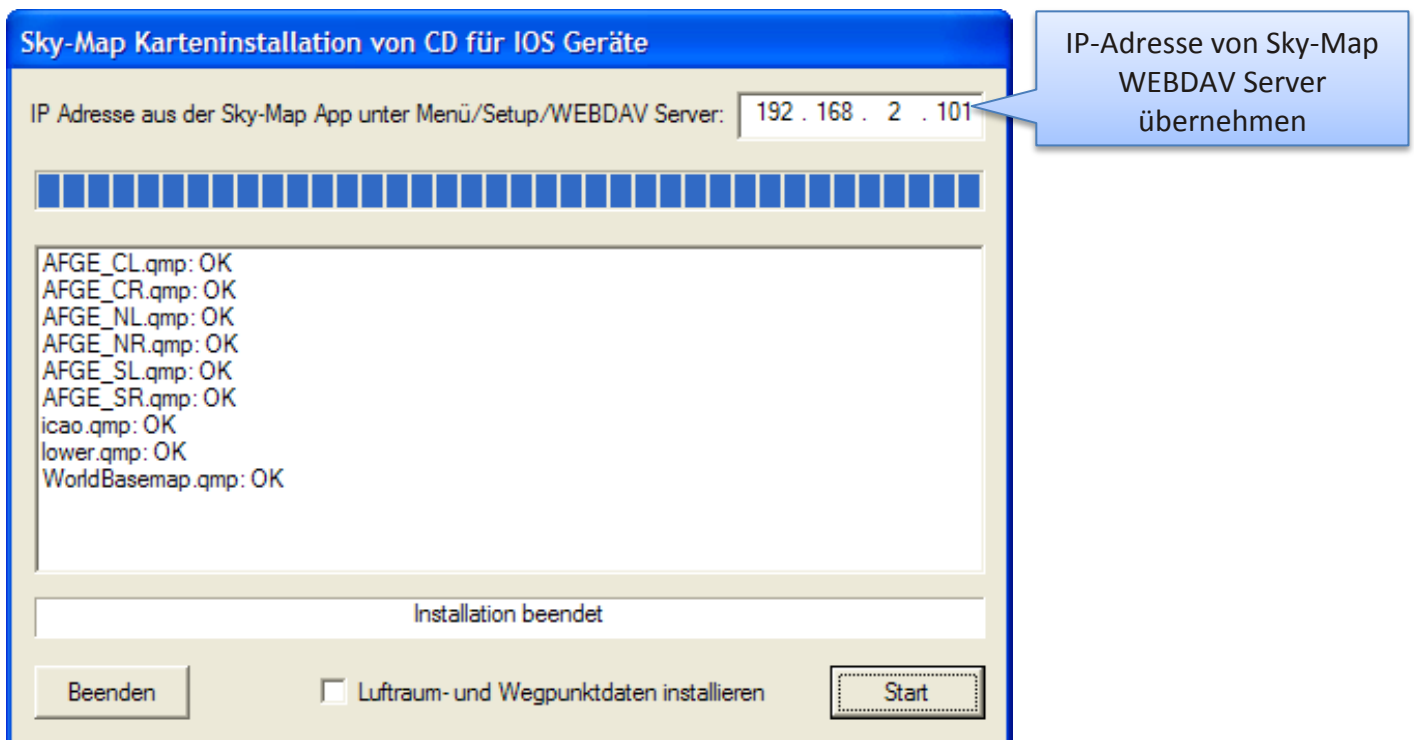 Sky-Map Karteninstallation von CD für IOS Geräte
IP-Adresse von Sky-Map
WEBDAV Server
übernehmen
IP Adresse aus der Sky-Map App unter Menü/Setup/WEBDAV Server: 192 . 168 . 2 . 101
AFGE_CL.qmp: OK
AFGE_CR.qmp: OK
AFGE_NL.qmp: OK
AFGE_NR.qmp: OK
AFGE_SL.qmp: OK
AFGE_SR.qmp: OK
icao.qmp: OK
lower.qmp: OK
WorldBasemap.qmp: OK
Installation beendet
Beenden
Luftraum- und Wegpunktdaten installieren
Start